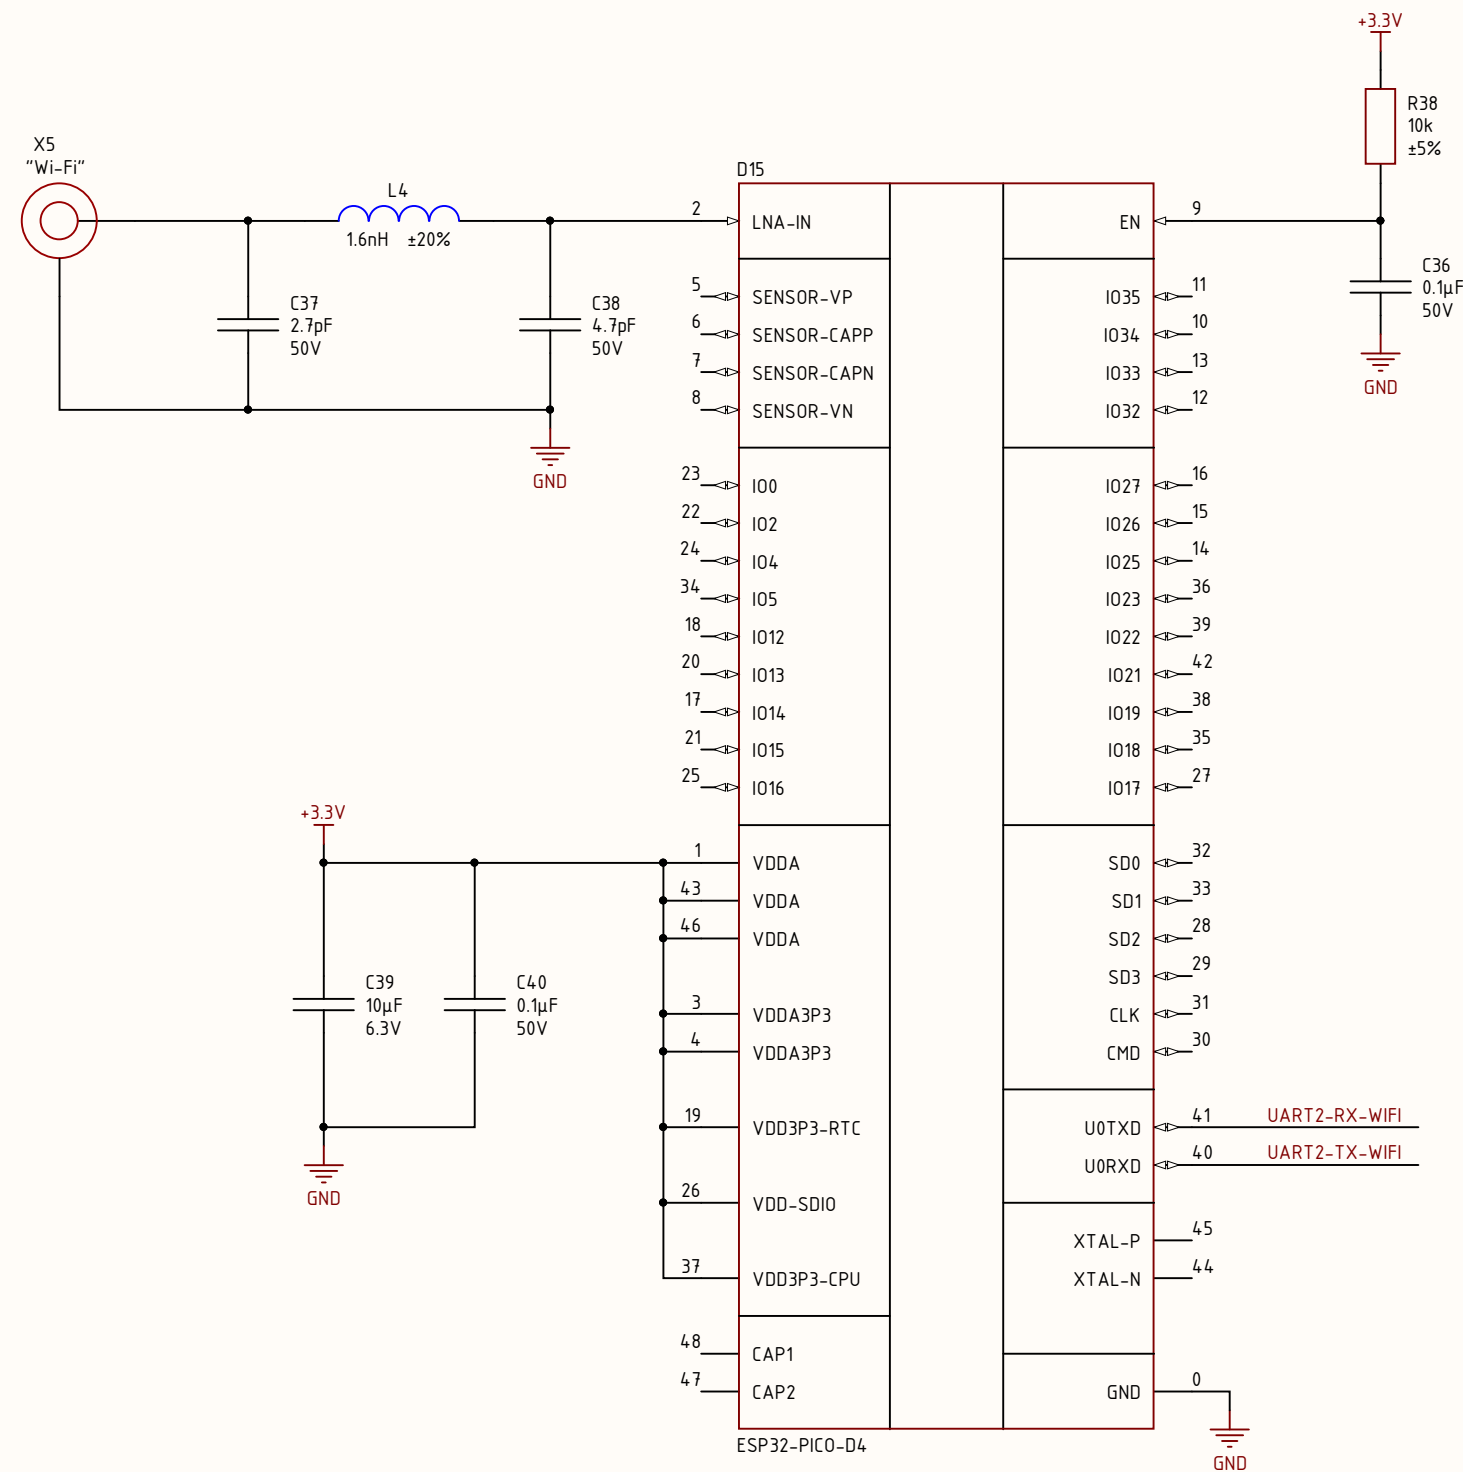 +3.3V
R38
10k
±5%
X5
"Wi-Fi"
L4
1.6nH ±20%
C37
2.7pF
50V
C38
4.7pF
50V
GND
D15
2 LNA-IN
5 SENSOR-VP
6 SENSOR-CAPP
7 SENSOR-CAPN
8 SENSOR-VN
23 IO0
22 IO2
24 IO4
34 IO5
18 IO12
20 IO13
17 IO14
21 IO15
25 IO16
1 VDDA
43 VDDA
46 VDDA
3 VDDA3P3
4 VDDA3P3
19 VDD3P3-RTC
26 VDD-SDIO
37 VDD3P3-CPU
48 CAP1
47 CAP2
EN 9
IO35 11
IO34 10
IO33 13
IO32 12
IO27 16
IO26 15
IO25 14
IO23 36
IO22 39
IO21 42
IO19 38
IO18 35
IO17 27
SD0 32
SD1 33
SD2 28
SD3 29
CLK 31
CMD 30
U0TXD 41 UART2-RX-WIFI
U0RXD 40 UART2-TX-WIFI
XTAL-P 45
XTAL-N 44
GND 0
ESP32-PICO-D4
GND
C36
0.1µF
50V
GND
+3.3V
C39
10µF
6.3V
C40
0.1µF
50V
GND